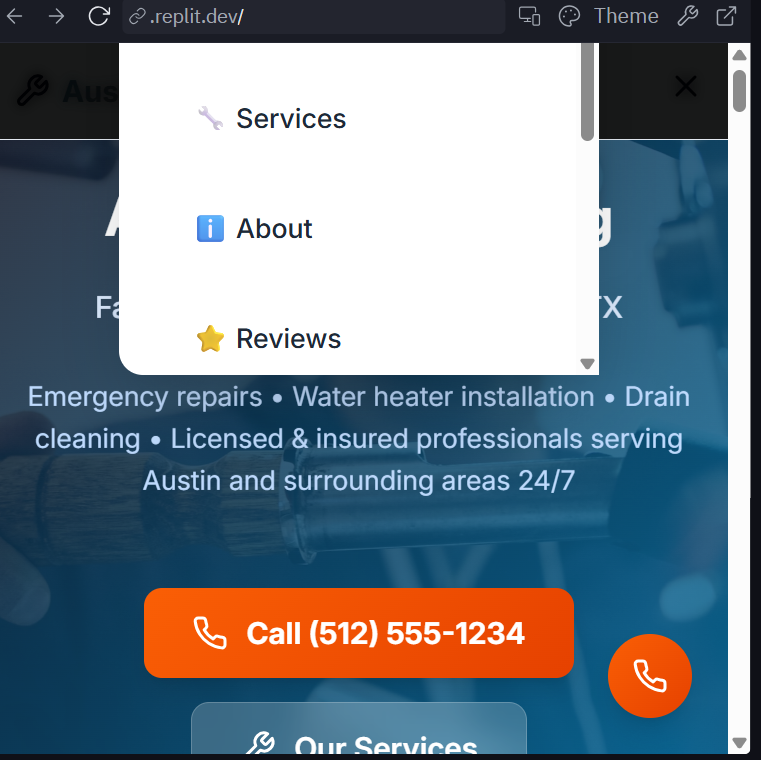 .replit.dev/
Theme
Aus
Services
About
Reviews
A
g
Fa
TX
Emergency repairs • Water heater installation • Drain
cleaning • Licensed & insured professionals serving
Austin and surrounding areas 24/7
Call (512) 555-1234
Our Services